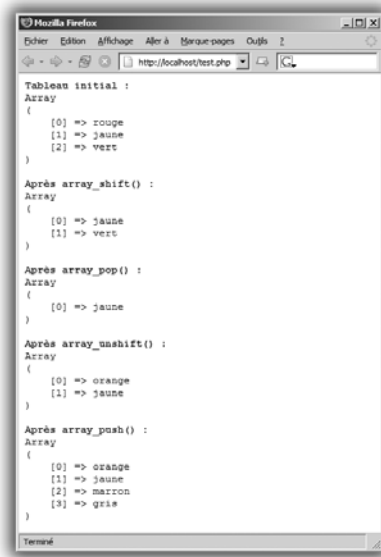 Mozilla Firefox
Fichier Edition Affichage Aller à Marque-pages Outils ?
http://localhost/test.php G
Tableau initial :
Array
(
[0] => rouge
[1] => jaune
[2] => vert
)
Après array_shift() :
Array
(
[0] => jaune
[1] => vert
)
Après array_pop() :
Array
(
[0] => jaune
)
Après array_unshift() :
Array
(
[0] => orange
[1] => jaune
)
Après array_push() :
Array
(
[0] => orange
[1] => jaune
[2] => marron
[3] => gris
)
Terminé